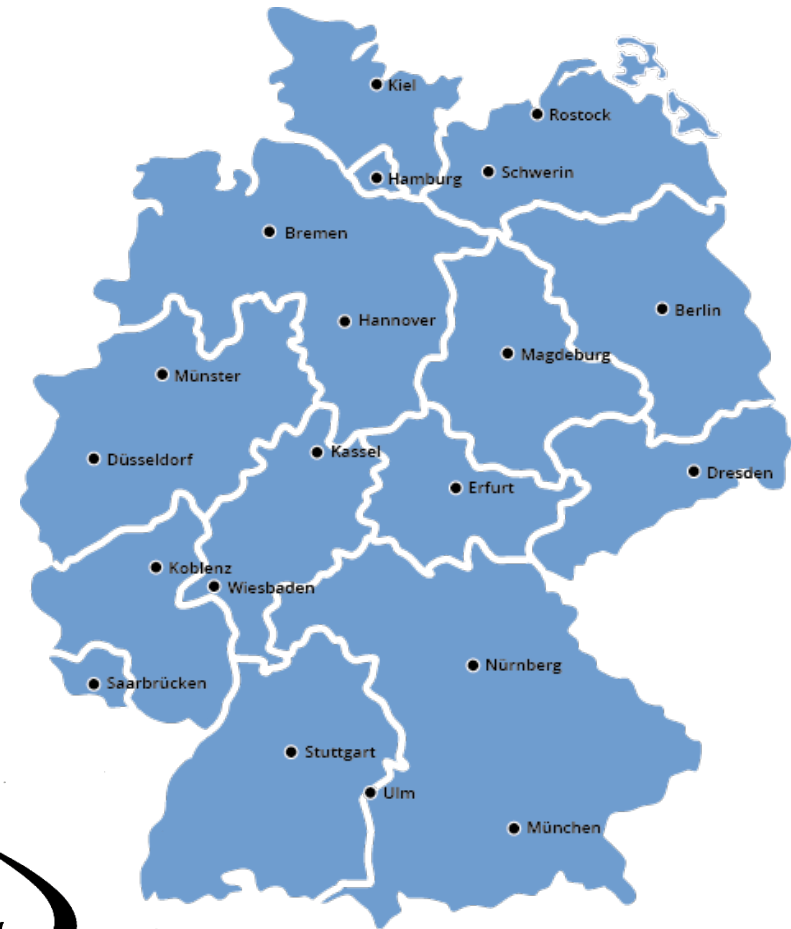 Kiel
Rostock
Schwerin
Hamburg
Bremen
Berlin
Hannover
Magdeburg
Münster
Kassel
Düsseldorf
Dresden
Erfurt
Koblenz
Wiesbaden
Nürnberg
Saarbrücken
Stuttgart
Ulm
München